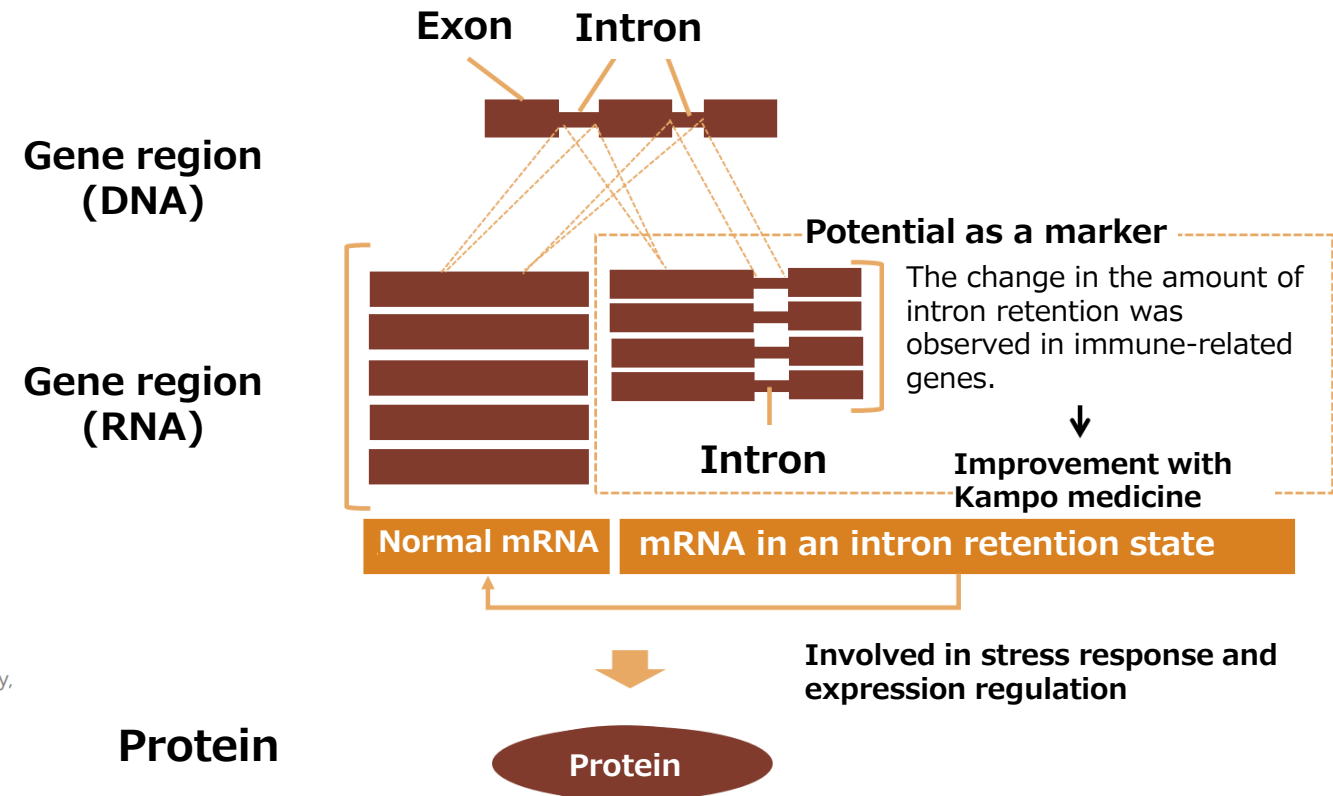 Exon
Intron
Gene region
(DNA)
Potential as a marker
The change in the amount of
intron retention was
observed in immune-related
genes.
Gene region
(RNA)
Intron
Improvement with
Kampo medicine
Normal mRNA
mRNA in an intron retention state
Involved in stress response and
expression regulation
y,
Protein
Protein